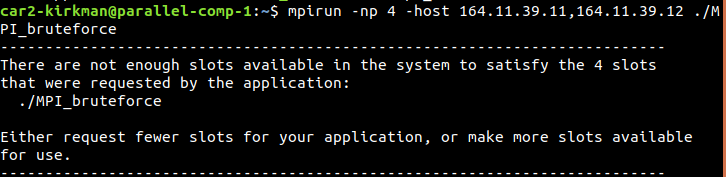 car2-kirkman@parallel-comp-1:~$ mpirun -np 4 -host 164.11.39.11,164.11.39.12 ./M
PI_bruteforce
--------------------------------------------------------------------------
There are not enough slots available in the system to satisfy the 4 slots
that were requested by the application:
  ./MPI_bruteforce

Either request fewer slots for your application, or make more slots available
for use.
--------------------------------------------------------------------------